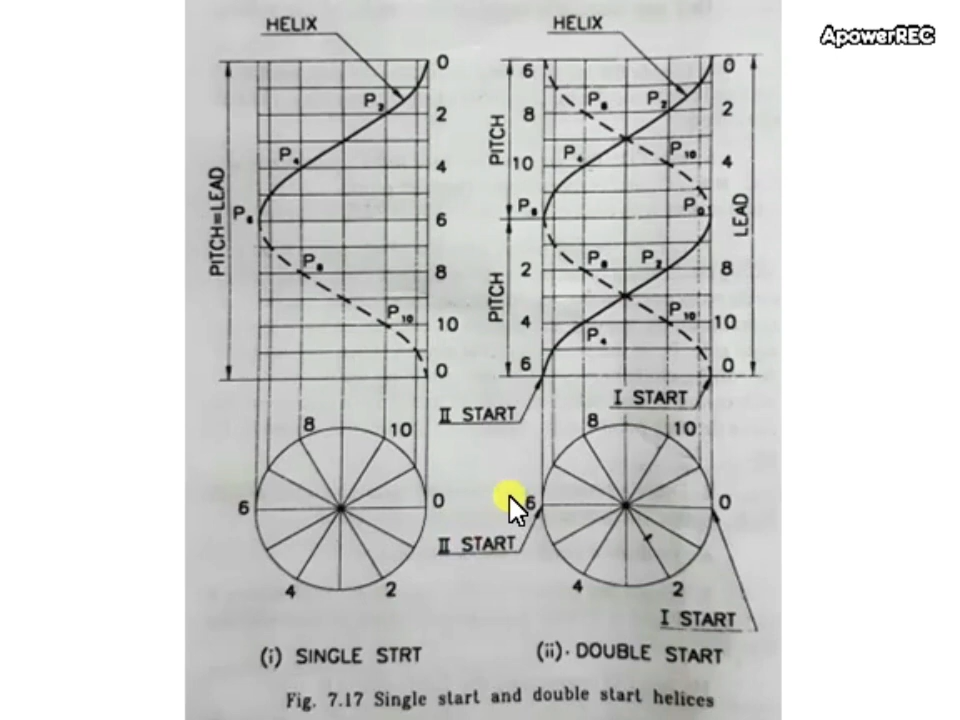 ApowerREC
HELIX
0
P2
2
P4
4
PITCH=LEAD
P6
6
P8
8
P10
10
0
8
10
6
0
4
2
(i) SINGLE STRT
HELIX
6
0
P8
P2
2
8
PITCH
P4
P10
4
10
P6
P0
LEAD
2
P8
P2
8
PITCH
4
P4
P10
10
6
0
II START
I START
8
10
6
0
II START
4
2
I START
(ii). DOUBLE START
Fig. 7.17 Single start and double start helices